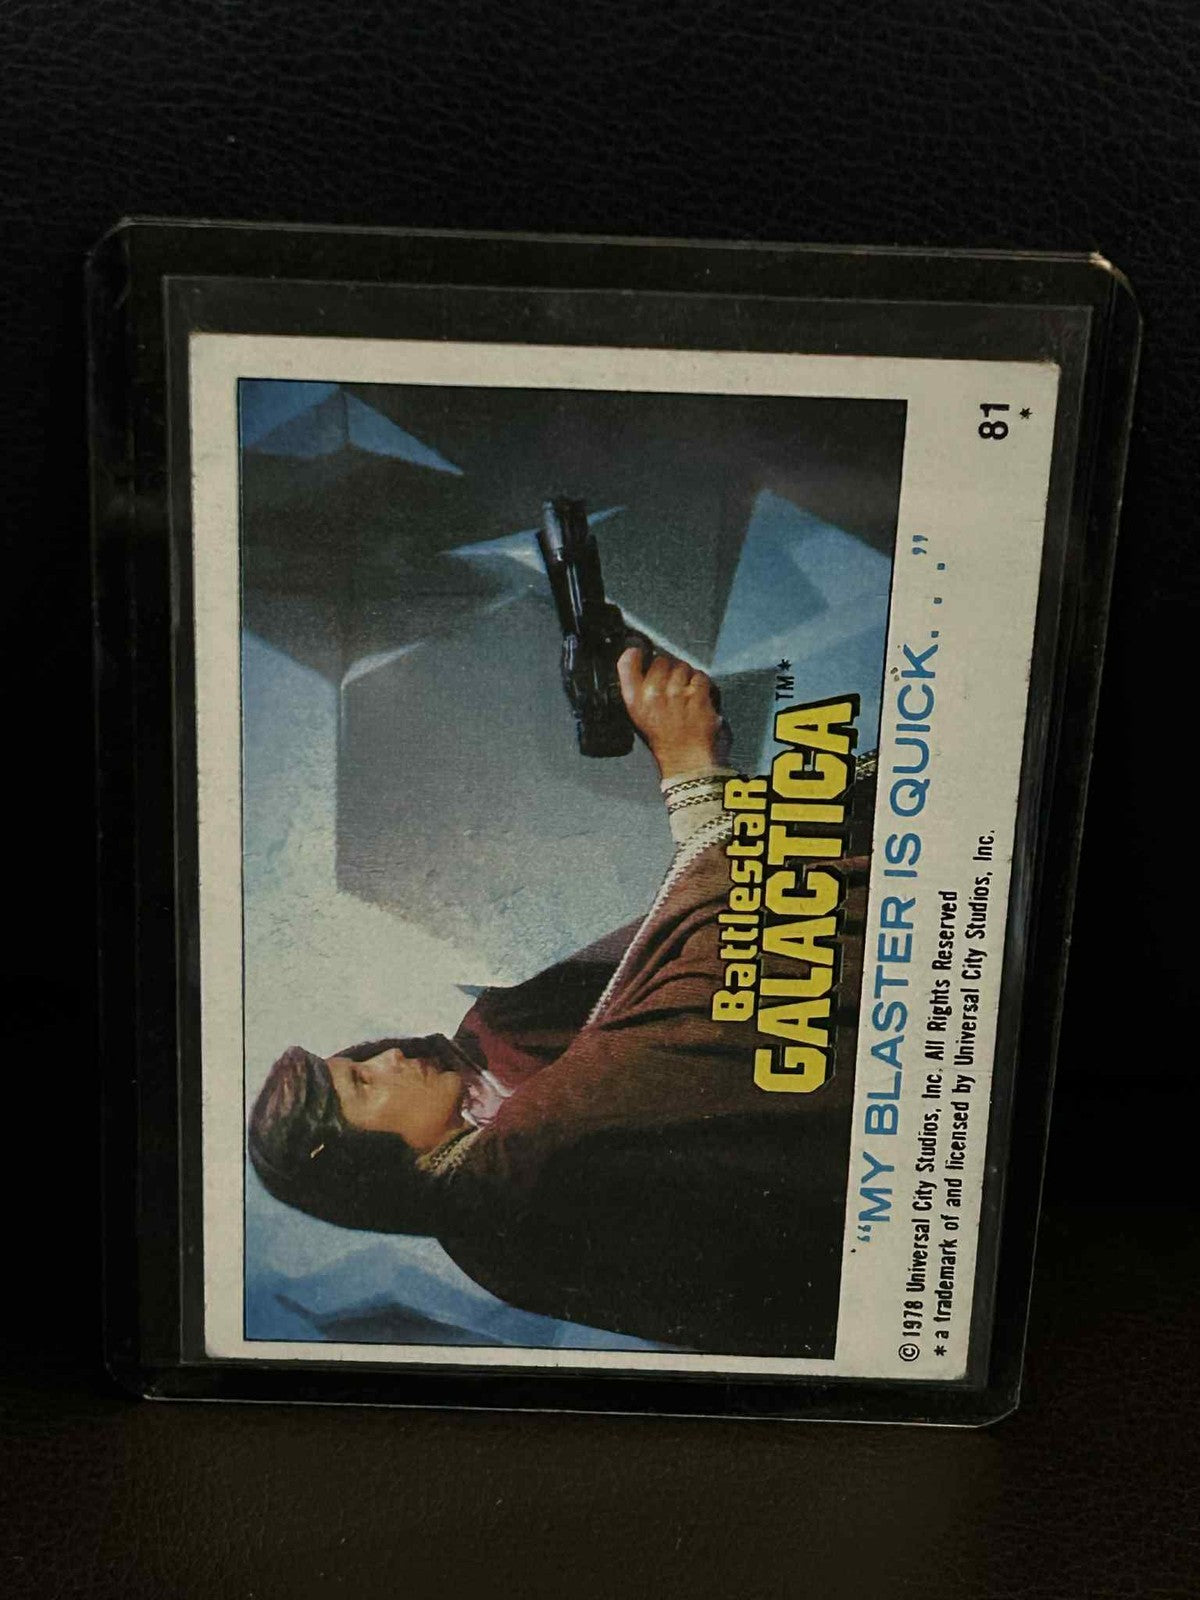 Battlestar
GALACTICA™*
"MY BLASTER IS QUICK. . ."
© 1978 Universal City Studios, Inc. All Rights Reserved
* a trademark of and licensed by Universal City Studios, Inc.
81
*